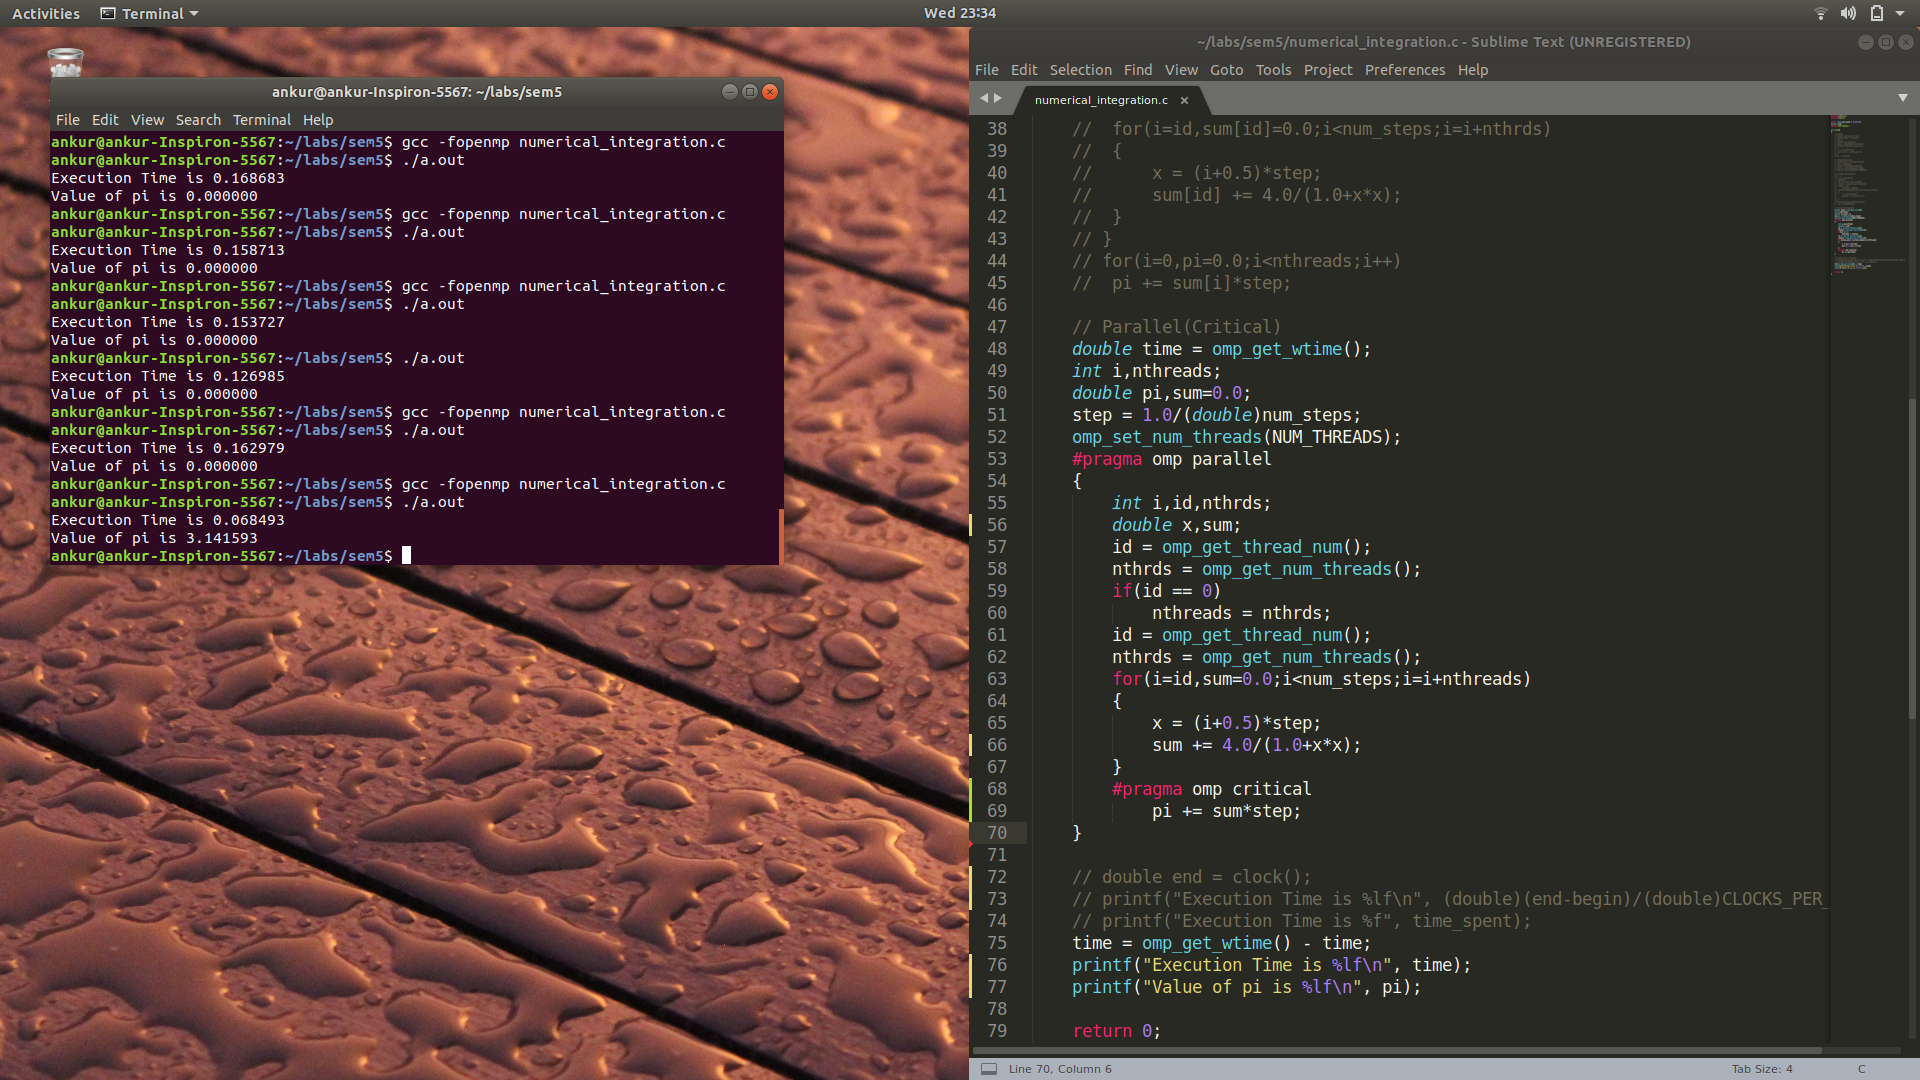 Activities Terminal Wed 23:34
ankur@ankur-Inspiron-5567: ~/labs/sem5
File Edit View Search Terminal Help
ankur@ankur-Inspiron-5567:~/labs/sem5$ gcc -fopenmp numerical_integration.c
ankur@ankur-Inspiron-5567:~/labs/sem5$ ./a.out
Execution Time is 0.168683
Value of pi is 0.000000
ankur@ankur-Inspiron-5567:~/labs/sem5$ gcc -fopenmp numerical_integration.c
ankur@ankur-Inspiron-5567:~/labs/sem5$ ./a.out
Execution Time is 0.158713
Value of pi is 0.000000
ankur@ankur-Inspiron-5567:~/labs/sem5$ gcc -fopenmp numerical_integration.c
ankur@ankur-Inspiron-5567:~/labs/sem5$ ./a.out
Execution Time is 0.153727
Value of pi is 0.000000
ankur@ankur-Inspiron-5567:~/labs/sem5$ ./a.out
Execution Time is 0.126985
Value of pi is 0.000000
ankur@ankur-Inspiron-5567:~/labs/sem5$ gcc -fopenmp numerical_integration.c
ankur@ankur-Inspiron-5567:~/labs/sem5$ ./a.out
Execution Time is 0.162979
Value of pi is 0.000000
ankur@ankur-Inspiron-5567:~/labs/sem5$ gcc -fopenmp numerical_integration.c
ankur@ankur-Inspiron-5567:~/labs/sem5$ ./a.out
Execution Time is 0.068493
Value of pi is 3.141593
ankur@ankur-Inspiron-5567:~/labs/sem5$
~/labs/sem5/numerical_integration.c - Sublime Text (UNREGISTERED)
File Edit Selection Find View Goto Tools Project Preferences Help
numerical_integration.c ×
38 //  for(i=id,sum[id]=0.0;i<num_steps;i=i+nthrds)
39 //  {
40 //      x = (i+0.5)*step;
41 //      sum[id] += 4.0/(1.0+x*x);
42 //  }
43 // }
44 // for(i=0,pi=0.0;i<nthreads;i++)
45 //  pi += sum[i]*step;
46
47 // Parallel(Critical)
48 double time = omp_get_wtime();
49 int i,nthreads;
50 double pi,sum=0.0;
51 step = 1.0/(double)num_steps;
52 omp_set_num_threads(NUM_THREADS);
53 #pragma omp parallel
54 {
55     int i,id,nthrds;
56     double x,sum;
57     id = omp_get_thread_num();
58     nthrds = omp_get_num_threads();
59     if(id == 0)
60         nthreads = nthrds;
61     id = omp_get_thread_num();
62     nthrds = omp_get_num_threads();
63     for(i=id,sum=0.0;i<num_steps;i=i+nthreads)
64     {
65         x = (i+0.5)*step;
66         sum += 4.0/(1.0+x*x);
67     }
68     #pragma omp critical
69         pi += sum*step;
70 }
71
72 // double end = clock();
73 // printf("Execution Time is %lf\n", (double)(end-begin)/(double)CLOCKS_PER_
74 // printf("Execution Time is %f", time_spent);
75 time = omp_get_wtime() - time;
76 printf("Execution Time is %lf\n", time);
77 printf("Value of pi is %lf\n", pi);
78
79 return 0;
Line 70, Column 6 Tab Size: 4 C